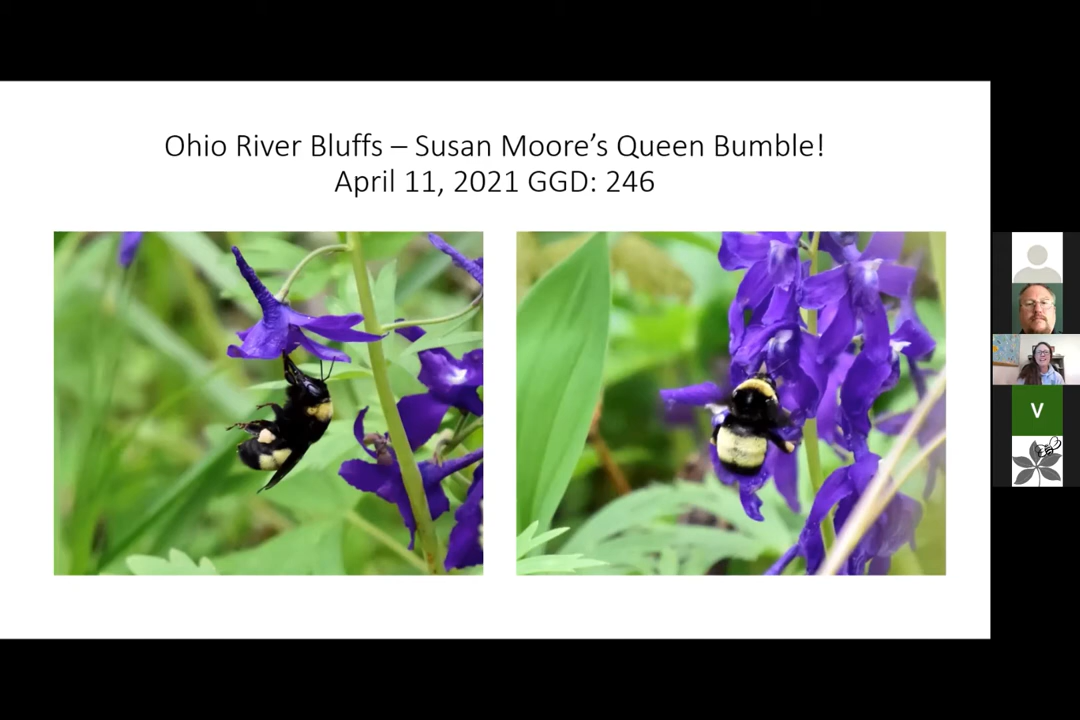 Ohio River Bluffs – Susan Moore’s Queen Bumble!
April 11, 2021 GGD: 246
V